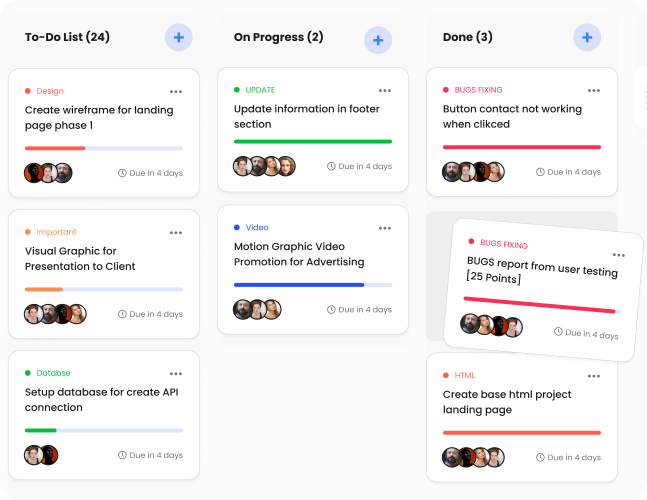 To-Do List (24)
Design
Create wireframe for landing
page phase 1
Due in 4 days
Important
Visual Graphic for
Presentation to Client
Due in 4 days
Databse
Setup database for create API
connection
Due in 4 days
On Progress (2)
UPDATE
Update information in footer
section
Due in 4 days
Video
Motion Graphic Video
Promotion for Advertising
Due in 4 days
Done (3)
BUGS FIXING
Button contact not working
when clikced
Due in 4 days
BUGS FIXING
BUGS report from user testing
[25 Points]
Due in 4 days
HTML
Create base html project
landing page
Due in 4 days